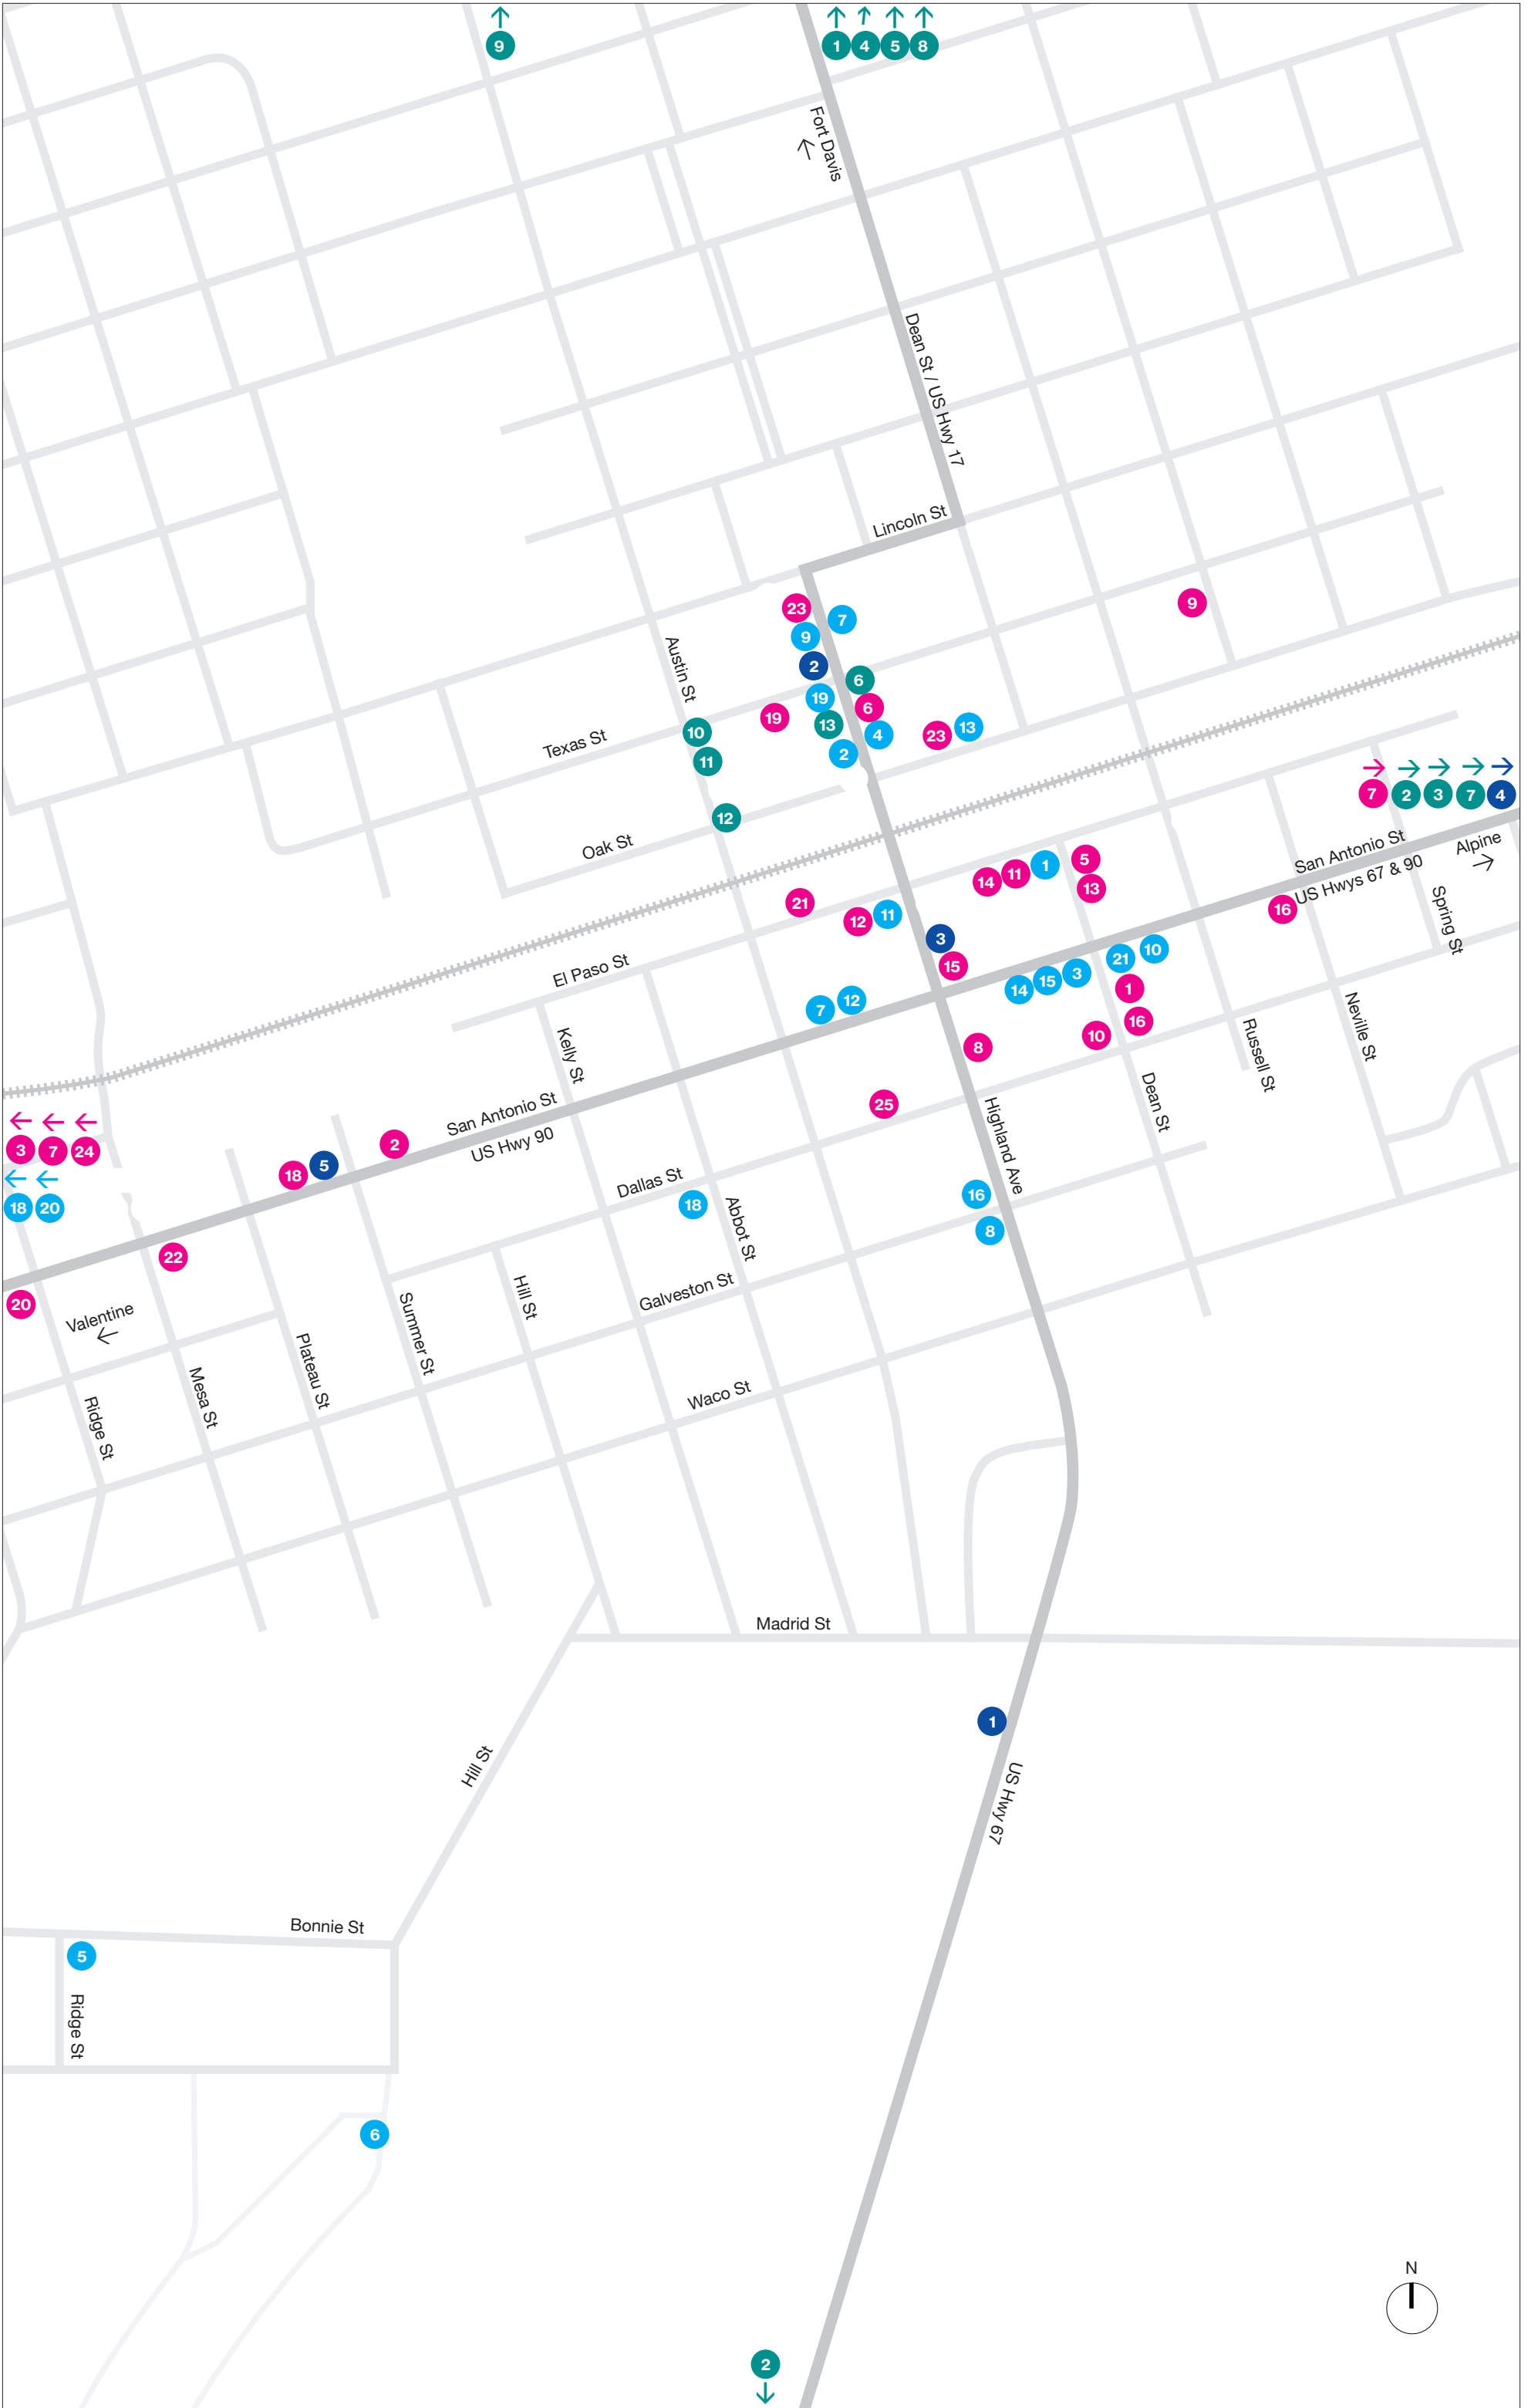 9
1 4 5 8
Fort Davis
Dean St / US Hwy 17
Lincoln St
23
7
9
9
2
6
19
6
13
4
2
19
23
13
Austin St
10
11
12
Texas St
Oak St
7 2 3 7 4
San Antonio St
US Hwys 67 & 90
Alpine
16
Spring St
14 11 1 5
13
21
12 11
3
15
El Paso St
14 15 3
21 10
1
16
10
8
7 12
Kelly St
Russell St
Neville St
Dean St
Highland Ave
25
3 7 24
18 20
18 5
2
San Antonio St
US Hwy 90
Dallas St
18
Abbot St
16
8
22
20
Valentine
Galveston St
Hill St
Summer St
Plateau St
Mesa St
Ridge St
Waco St
Madrid St
1
US Hwy 67
Hill St
Bonnie St
5
Ridge St
6
N
2